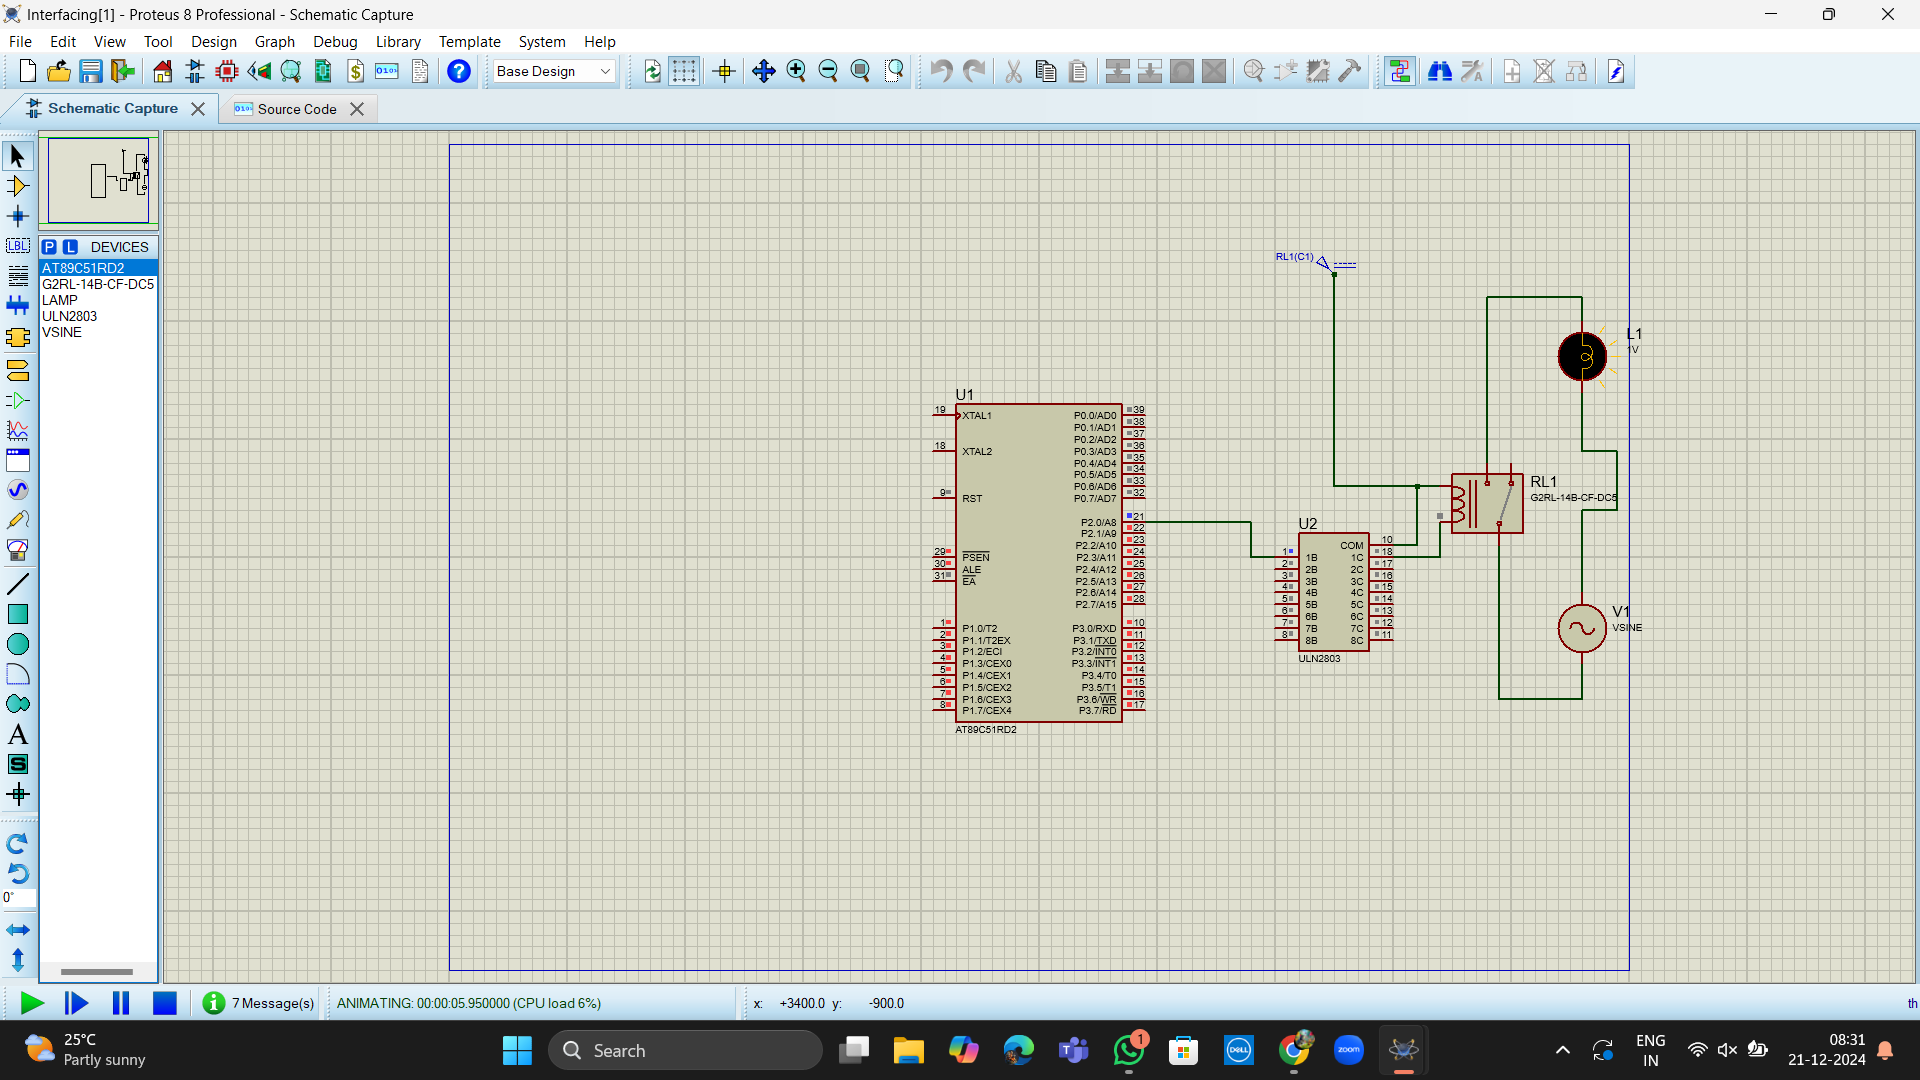 Interfacing[1] - Proteus 8 Professional - Schematic Capture
File Edit View Tool Design Graph Debug Library Template System Help
Base Design
Schematic Capture
Source Code
P L DEVICES
AT89C51RD2
G2RL-14B-CF-DC5
LAMP
ULN2803
VSINE
LBL
A
S
0°
RL1(C1)
L1
1V
U1
19 XTAL1
18 XTAL2
9 RST
29 PSEN
30 ALE
31 EA
1 P1.0/T2
2 P1.1/T2EX
3 P1.2/ECI
4 P1.3/CEX0
5 P1.4/CEX1
6 P1.5/CEX2
7 P1.6/CEX3
8 P1.7/CEX4
P0.0/AD0 39
P0.1/AD1 38
P0.2/AD2 37
P0.3/AD3 36
P0.4/AD4 35
P0.5/AD5 34
P0.6/AD6 33
P0.7/AD7 32
P2.0/A8 21
P2.1/A9 22
P2.2/A10 23
P2.3/A11 24
P2.4/A12 25
P2.5/A13 26
P2.6/A14 27
P2.7/A15 28
P3.0/RXD 10
P3.1/TXD 11
P3.2/INT0 12
P3.3/INT1 13
P3.4/T0 14
P3.5/T1 15
P3.6/WR 16
P3.7/RD 17
AT89C51RD2
U2
COM 10
1 1B 1C 18
2 2B 2C 17
3 3B 3C 16
4 4B 4C 15
5 5B 5C 14
6 6B 6C 13
7 7B 7C 12
8 8B 8C 11
ULN2803
RL1
G2RL-14B-CF-DC5
V1
VSINE
7 Message(s)
ANIMATING: 00:00:05.950000 (CPU load 6%)
x: +3400.0 y: -900.0
th
25°C
Partly sunny
Search
1
DELL
zoom
ENG
IN
08:31
21-12-2024